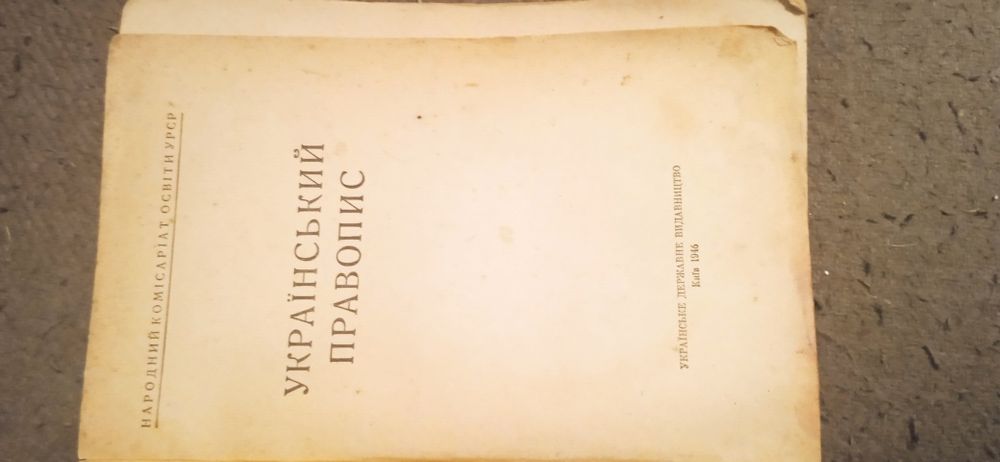 НАРОДНИЙ КОМІСАРІАТ ОСВІТИ УРСР
УКРАЇНСЬКИЙ
ПРАВОПИС
УКРАЇНСЬКЕ ДЕРЖАВНЕ ВИДАВНИЦТВО
Київ 1946